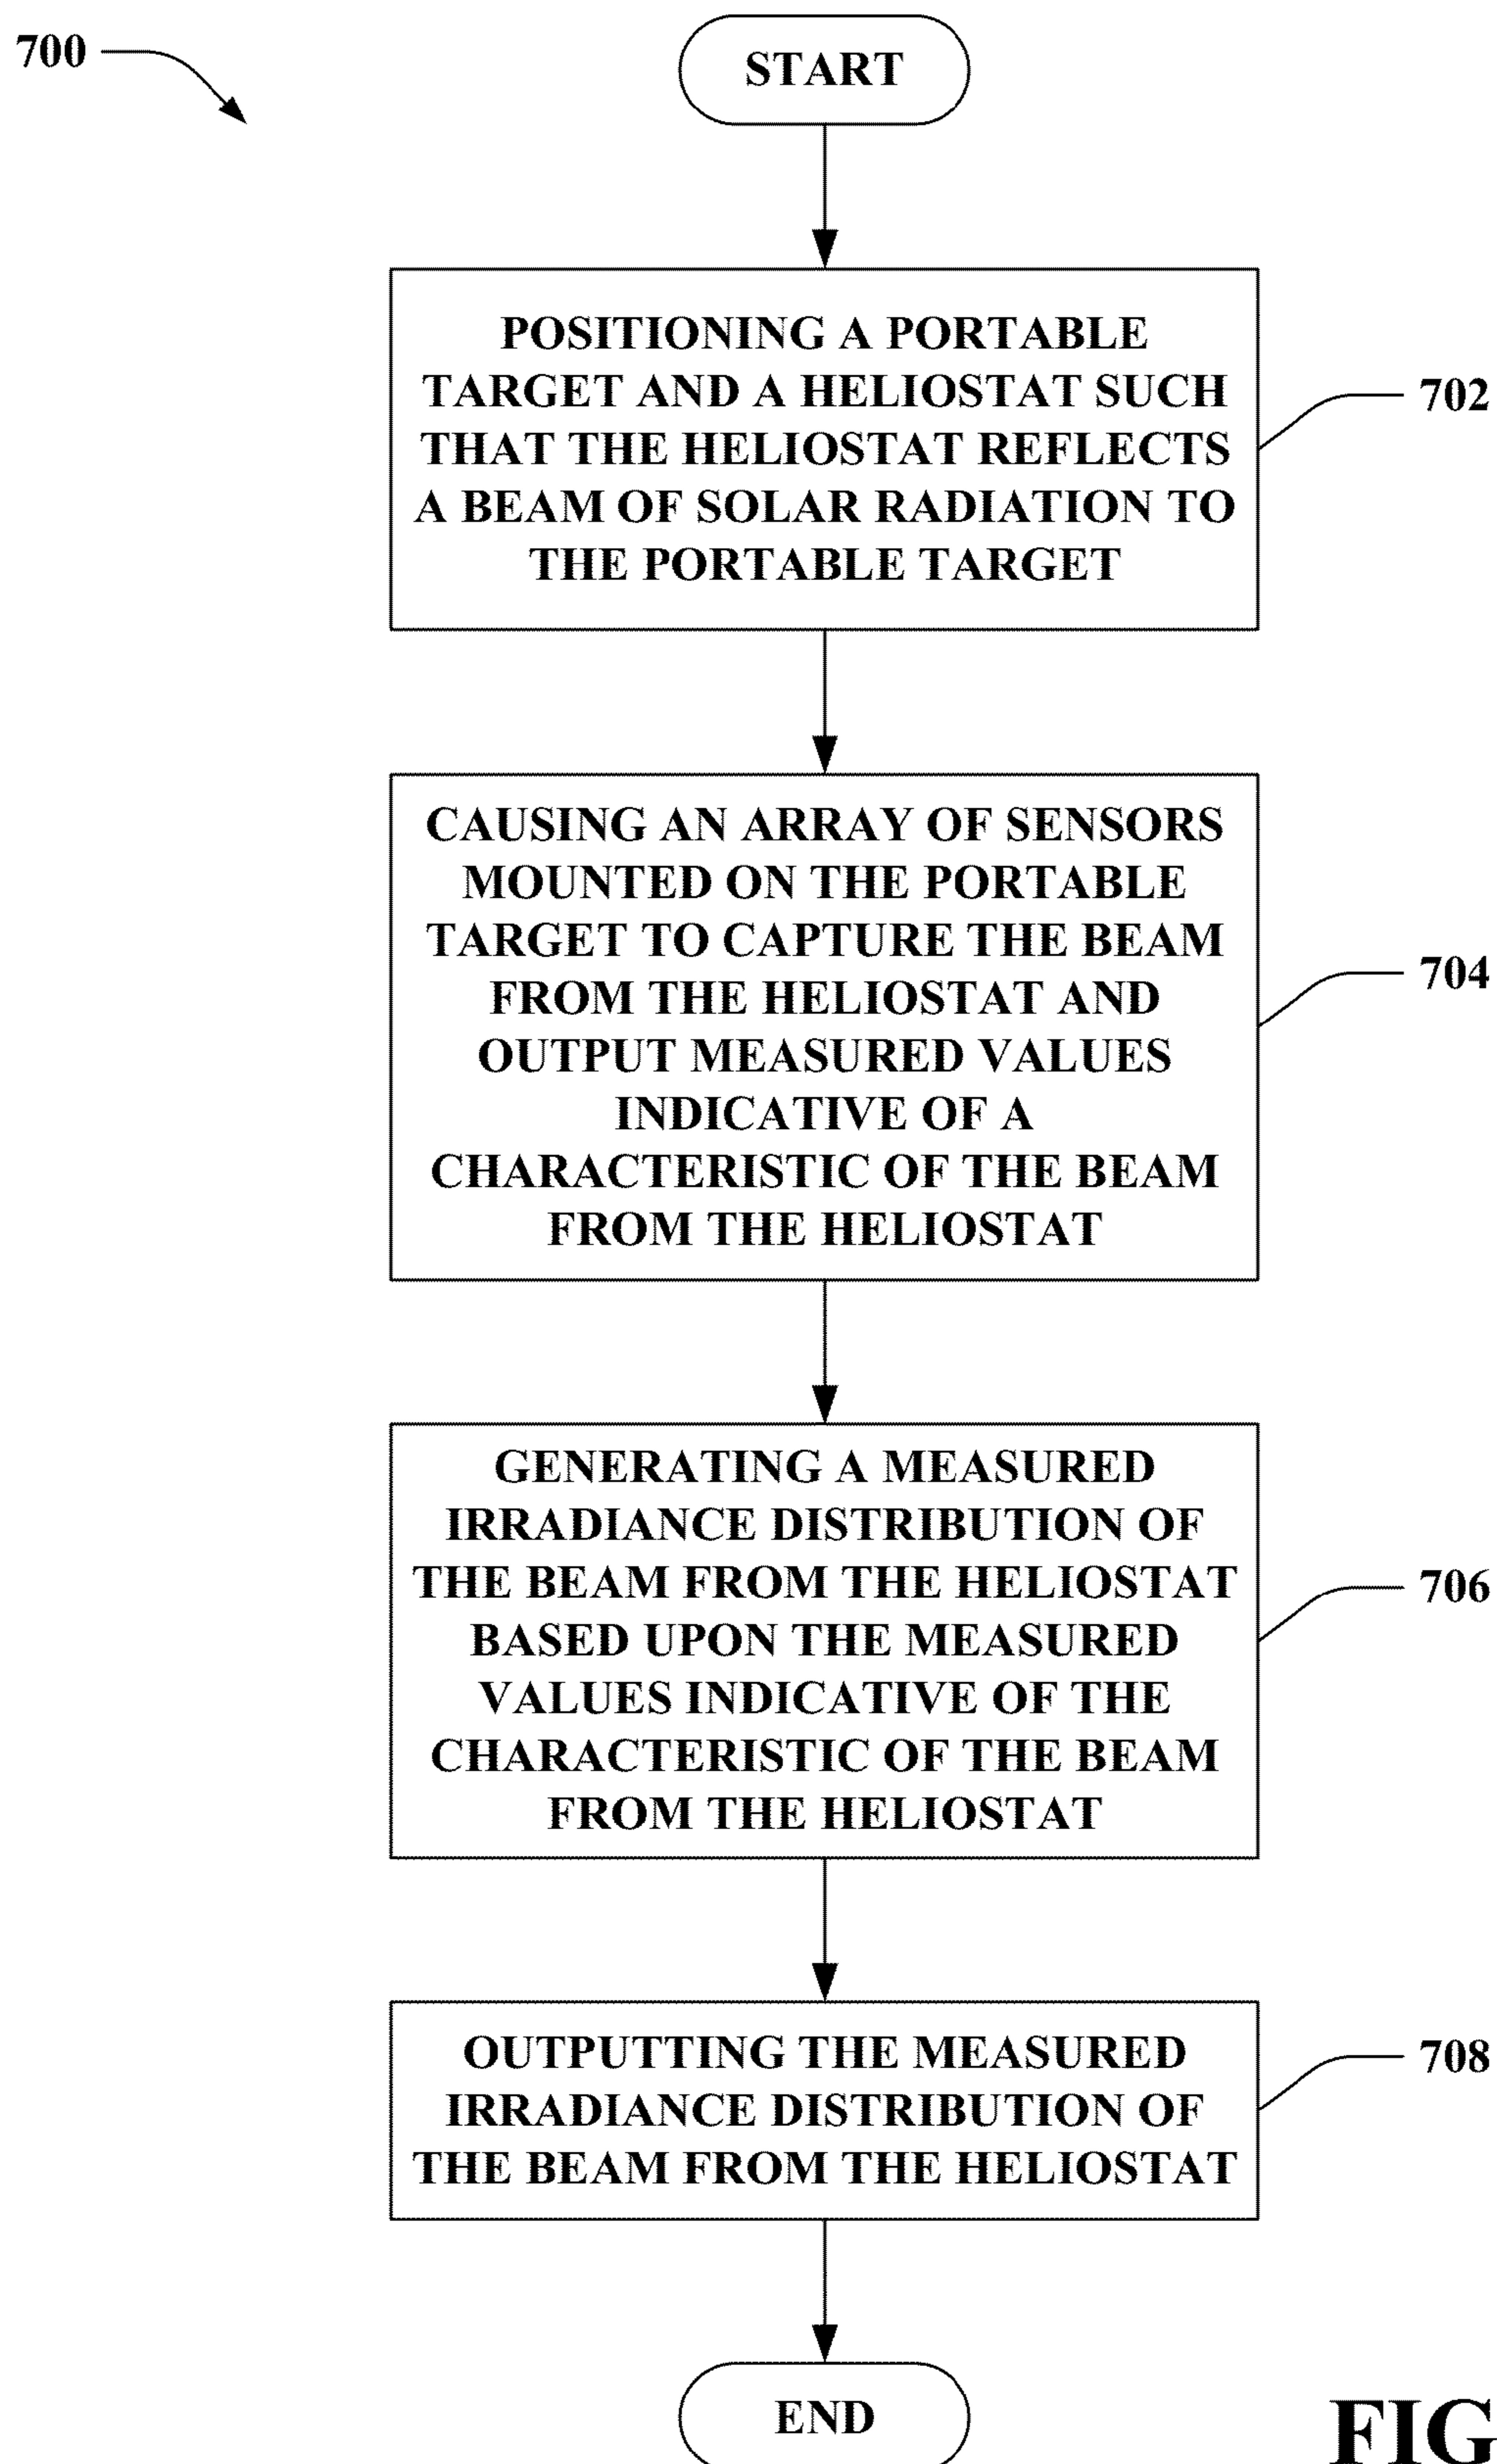 700
START
POSITIONING A PORTABLE
TARGET AND A HELIOSTAT SUCH
THAT THE HELIOSTAT REFLECTS
A BEAM OF SOLAR RADIATION TO
THE PORTABLE TARGET
702
CAUSING AN ARRAY OF SENSORS
MOUNTED ON THE PORTABLE
TARGET TO CAPTURE THE BEAM
FROM THE HELIOSTAT AND
OUTPUT MEASURED VALUES
INDICATIVE OF A
CHARACTERISTIC OF THE BEAM
FROM THE HELIOSTAT
704
GENERATING A MEASURED
IRRADIANCE DISTRIBUTION OF
THE BEAM FROM THE HELIOSTAT
BASED UPON THE MEASURED
VALUES INDICATIVE OF THE
CHARACTERISTIC OF THE BEAM
FROM THE HELIOSTAT
706
OUTPUTTING THE MEASURED
IRRADIANCE DISTRIBUTION OF
THE BEAM FROM THE HELIOSTAT
708
END
FIG